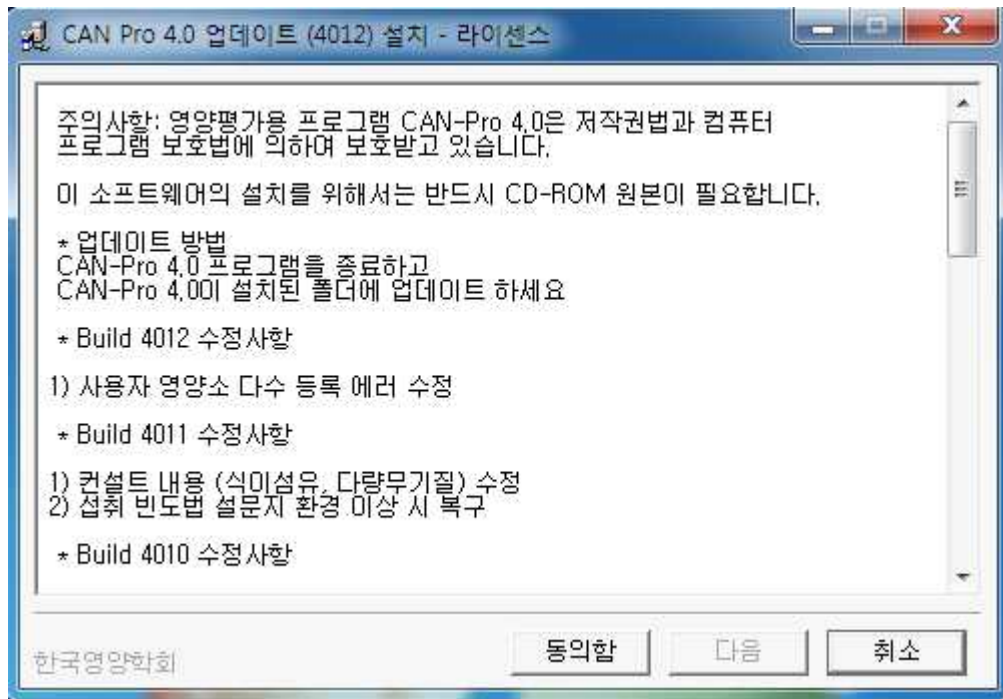 CAN Pro 4.0 업데이트 (4012) 설치 - 라이센스
주의사항: 영양평가용 프로그램 CAN-Pro 4.0은 저작권법과 컴퓨터
프로그램 보호법에 의하여 보호받고 있습니다.
이 소프트웨어의 설치를 위해서는 반드시 CD-ROM 원본이 필요합니다.
* 업데이트 방법
CAN-Pro 4.0 프로그램을 종료하고
CAN-Pro 4.0이 설치된 폴더에 업데이트 하세요
* Build 4012 수정사항
1) 사용자 영양소 다수 등록 에러 수정
* Build 4011 수정사항
1) 컨설트 내용 (식이섬유, 다량무기질) 수정
2) 섭취 빈도법 설문지 환경 이상 시 복구
* Build 4010 수정사항
한국영양학회
동의함
다음
취소